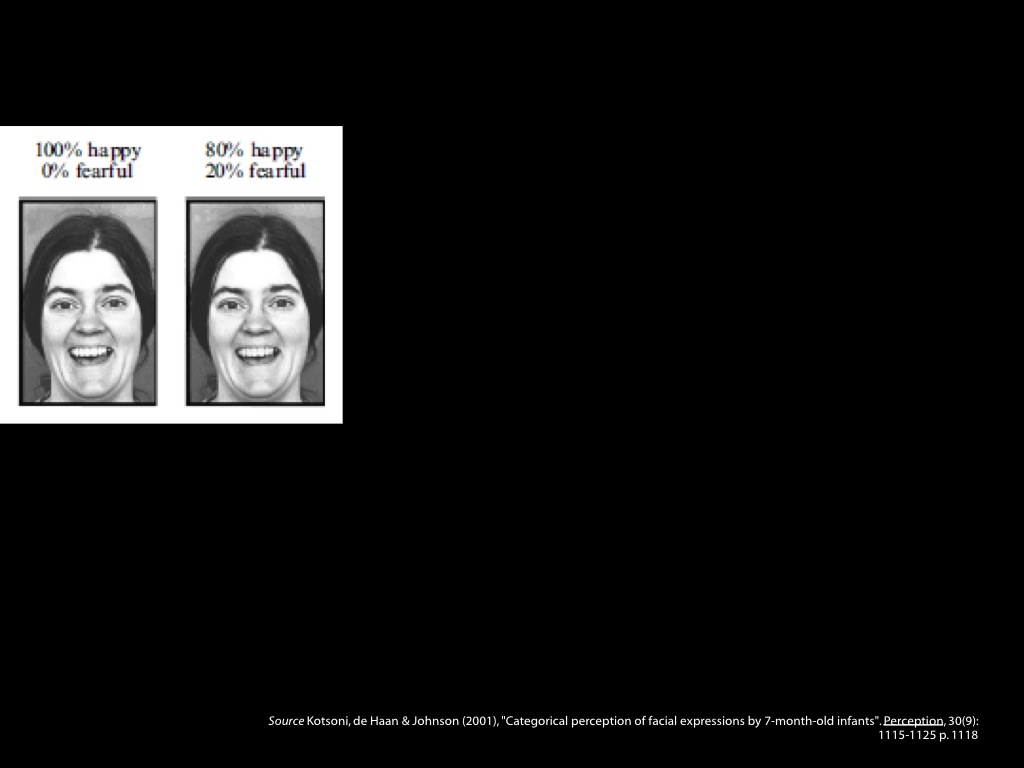 100% happy
0% fearful
80% happy
20% fearful
Source Kotsoni, de Haan & Johnson (2001), "Categorical perception of facial expressions by 7-month-old infants". Perception, 30(9):
1115-1125 p. 1118